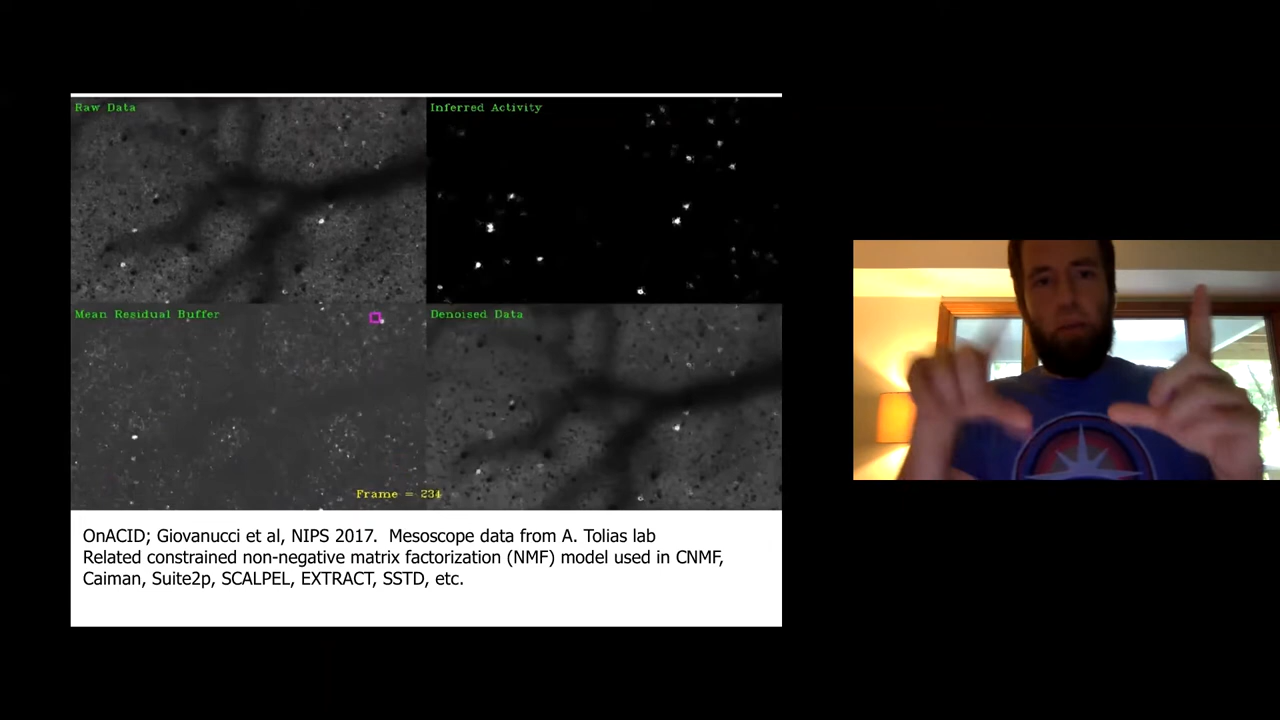 Raw Data
Inferred Activity
Mean Residual Buffer
Denoised Data
Frame = 234
OnACID; Giovanucci et al, NIPS 2017. Mesoscope data from A. Tolias lab
Related constrained non-negative matrix factorization (NMF) model used in CNMF,
Caiman, Suite2p, SCALPEL, EXTRACT, SSTD, etc.